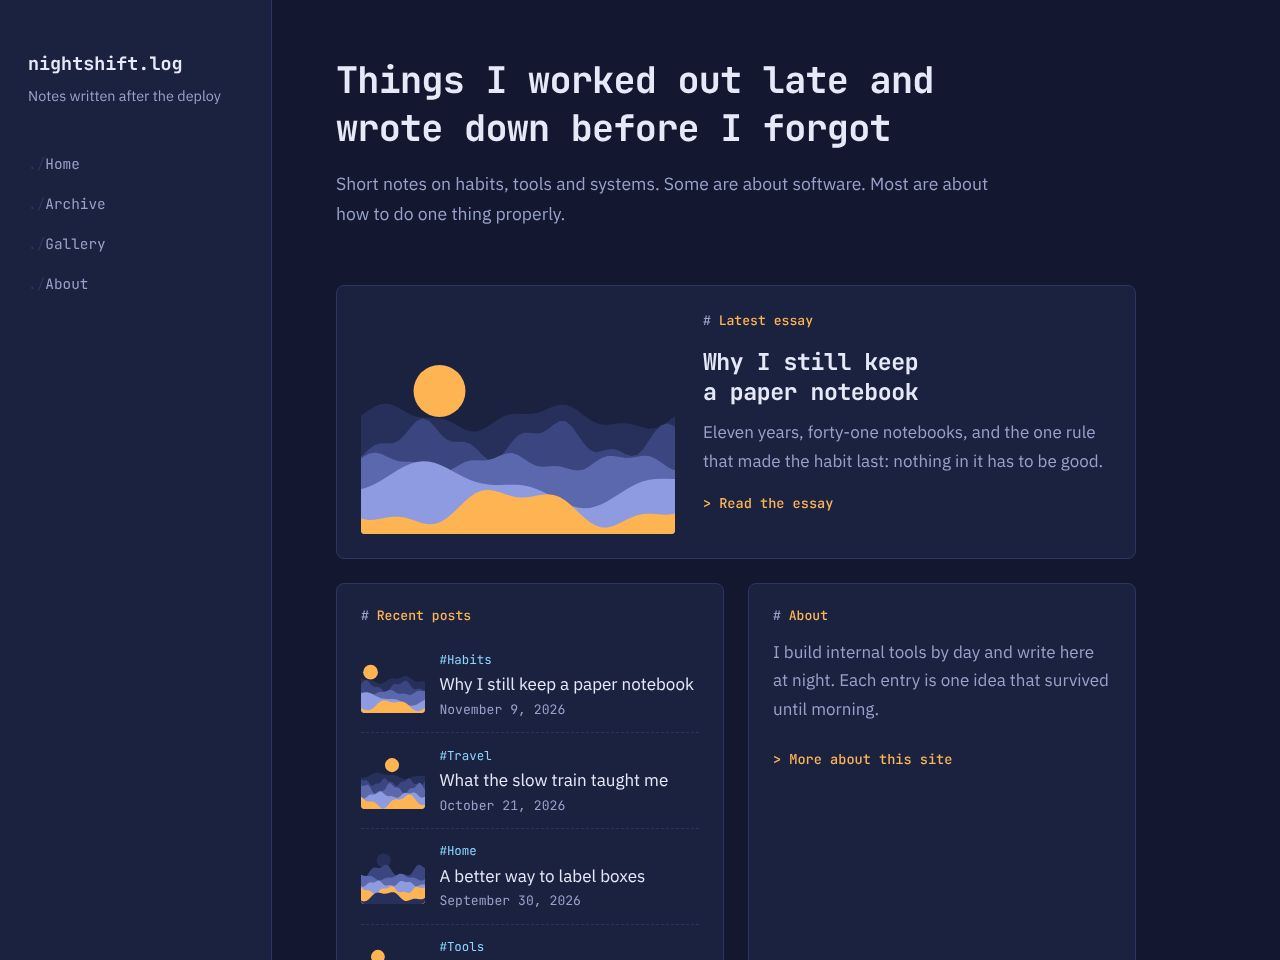 nightshift.log
Notes written after the deploy
./Home
./Archive
./Gallery
./About
Things I worked out late and
wrote down before I forgot
Short notes on habits, tools and systems. Some are about software. Most are about
how to do one thing properly.
# Latest essay
Why I still keep
a paper notebook
Eleven years, forty-one notebooks, and the one rule
that made the habit last: nothing in it has to be good.
> Read the essay
# Recent posts
#Habits
Why I still keep a paper notebook
November 9, 2026
#Travel
What the slow train taught me
October 21, 2026
#Home
A better way to label boxes
September 30, 2026
#Tools
# About
I build internal tools by day and write here
at night. Each entry is one idea that survived
until morning.
> More about this site